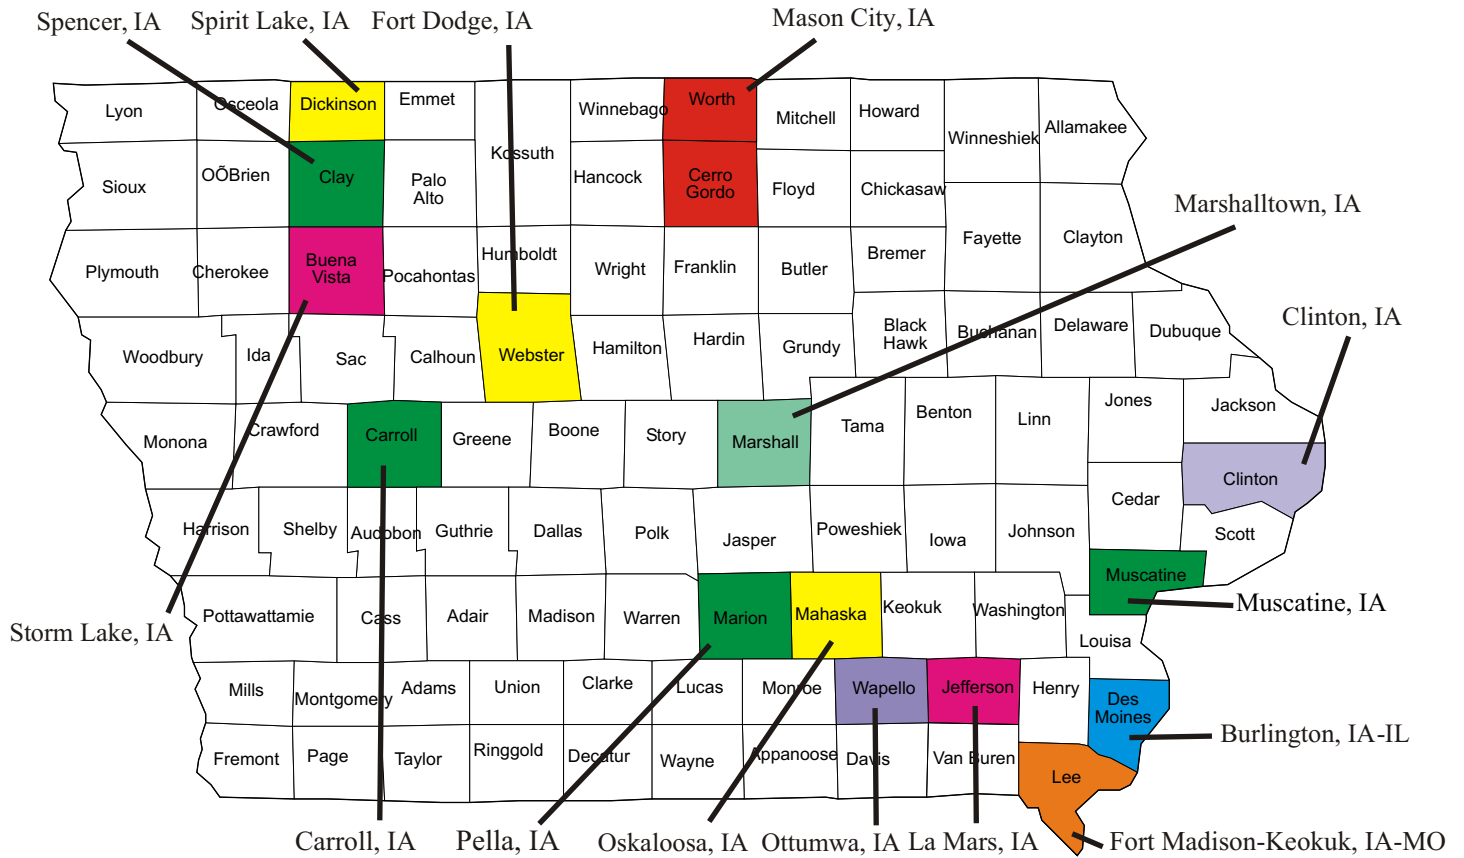 Spencer, IA
Spirit Lake, IA
Fort Dodge, IA
Mason City, IA
Lyon
Osceola
Dickinson
Emmet
Winnebago
Worth
Mitchell
Howard
Winneshiek
Allamakee
Kossuth
Sioux
OÕBrien
Clay
Palo
Alto
Hancock
Cerro
Gordo
Floyd
Chickasaw
Marshalltown, IA
Plymouth
Cherokee
Buena
Vista
Pocahontas
Humboldt
Wright
Franklin
Butler
Bremer
Fayette
Clayton
Clinton, IA
Woodbury
Ida
Sac
Calhoun
Webster
Hamilton
Hardin
Grundy
Black
Hawk
Buchanan
Delaware
Dubuque
Monona
Crawford
Carroll
Greene
Boone
Story
Marshall
Tama
Benton
Linn
Jones
Jackson
Clinton
Cedar
Harrison
Shelby
Audobon
Guthrie
Dallas
Polk
Jasper
Poweshiek
Iowa
Johnson
Scott
Muscatine
Muscatine, IA
Storm Lake, IA
Pottawattamie
Cass
Adair
Madison
Warren
Marion
Mahaska
Keokuk
Washington
Louisa
Mills
Montgomery
Adams
Union
Clarke
Lucas
Monroe
Wapello
Jefferson
Henry
Des
Moines
Burlington, IA-IL
Fremont
Page
Taylor
Ringgold
Decatur
Wayne
Appanoose
Davis
Van Buren
Lee
Carroll, IA
Pella, IA
Oskaloosa, IA
Ottumwa, IA
La Mars, IA
Fort Madison-Keokuk, IA-MO